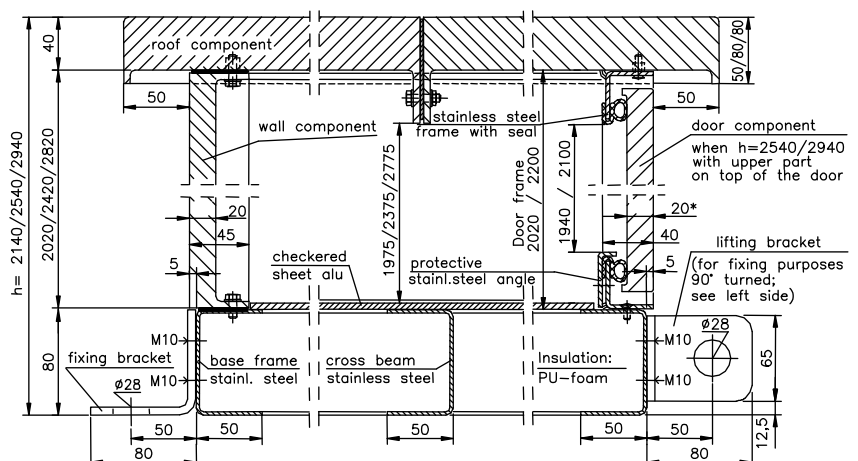 roof component
40
50/80/80
50
50
wall component
stainless steel
frame with seal
door component
when h=2540/2940
with upper part
on top of the door
h= 2140/2540/2940
2020/2420/2820
1975/2375/2775
Door frame
2020 / 2200
1940 / 2100
20
20*
45
40
5
checkered
sheet alu
protective
stainl.steel angle
5
lifting bracket
(for fixing purposes
90° turned;
see left side)
80
fixing bracket
M10
M10
ø28
base frame
stainl. steel
cross beam
stainless steel
Insulation:
PU-foam
M10
M10
ø28
65
12,5
50
50
50
50
50
80
80